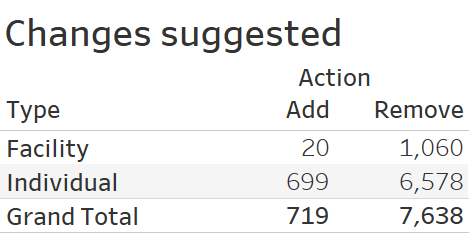 Changes suggested
Action
Type Add Remove
Facility 20 1,060
Individual 699 6,578
Grand Total 719 7,638